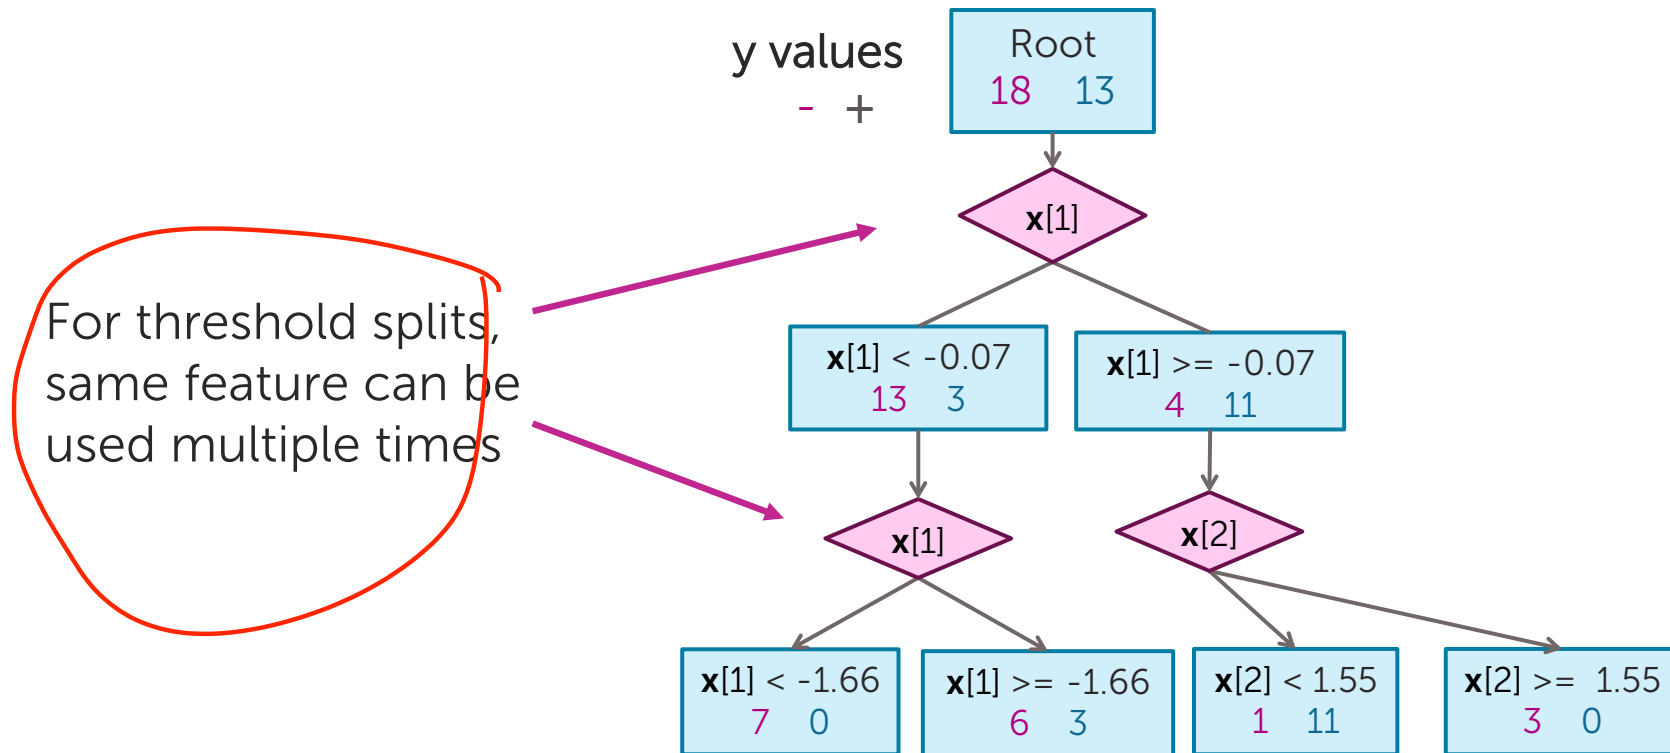 y values
- +
Root
18 13
x[1]
For threshold splits,
same feature can be
used multiple times
x[1] < -0.07
13 3
x[1] >= -0.07
4 11
x[1]
x[2]
x[1] < -1.66
7 0
x[1] >= -1.66
6 3
x[2] < 1.55
1 11
x[2] >= 1.55
3 0